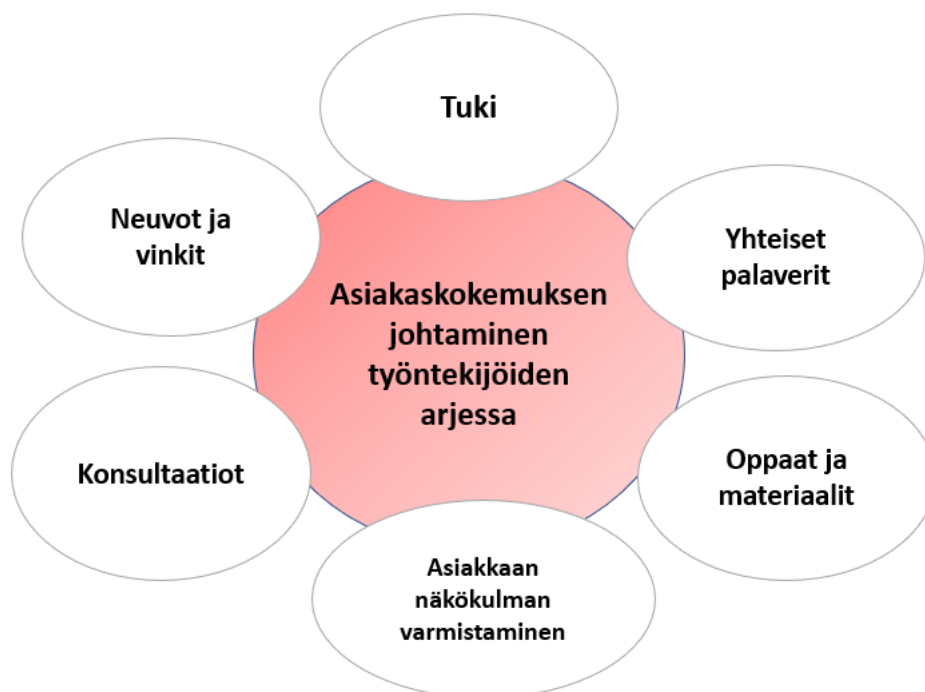 Tuki
Neuvot ja
vinkit
Yhteiset
palaverit
Asiakaskokemuksen
johtaminen
työntekijöiden
arjessa
Konsultaatiot
Oppaat ja
materiaalit
Asiakkaan
näkökulman
varmistaminen